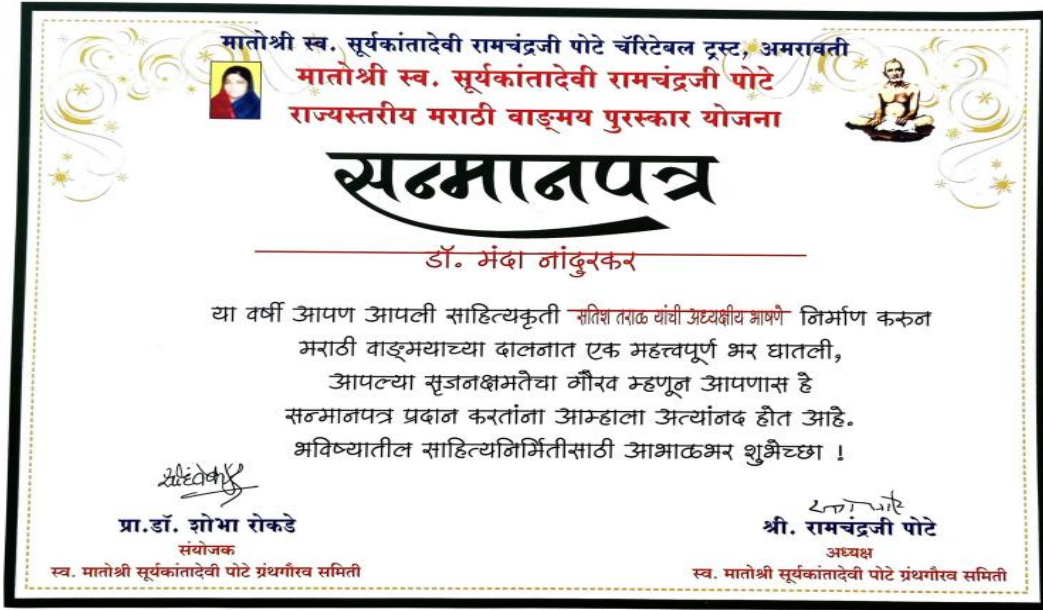 मातोश्री स्व. सूर्यकांतादेवी रामचंद्रजी पोटे चॅरिटेबल ट्रस्ट, अमरावती
मातोश्री स्व. सूर्यकांतादेवी रामचंद्रजी पोटे
राज्यस्तरीय मराठी वाङ्मय पुरस्कार योजना
सन्मानपत्र
डॉ. मंदा नांदुरकर
या वर्षी आपण आपली साहित्यकृती सतिश तराळ यांची अध्यक्षीय भाषणे निर्माण करुन
मराठी वाङ्मयाच्या दालनात एक महत्त्वपूर्ण भर घातली,
आपल्या सृजनक्षमतेचा गौरव म्हणून आपणास हे
सन्मानपत्र प्रदान करतांना आम्हाला अत्यांनद होत आहे.
भविष्यातील साहित्यनिर्मितीसाठी आभाळभर शुभेच्छा !
प्रा.डॉ. शोभा रोकडे
संयोजक
स्व. मातोश्री सूर्यकांतादेवी पोटे ग्रंथगौरव समिती
श्री. रामचंद्रजी पोटे
अध्यक्ष
स्व. मातोश्री सूर्यकांतादेवी पोटे ग्रंथगौरव समिती